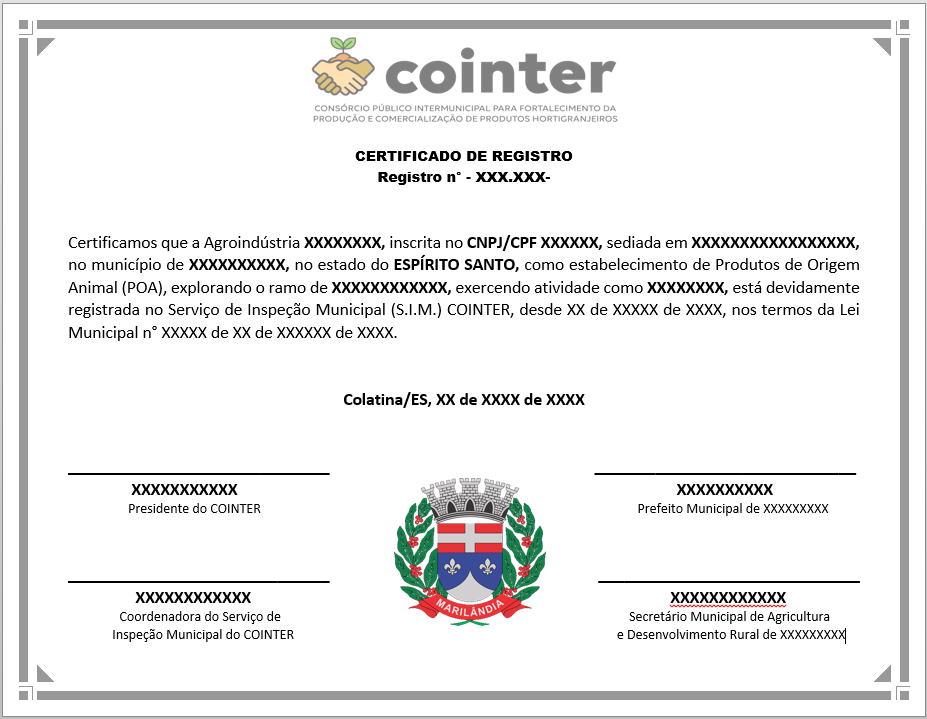 cointer
CONSÓRCIO PÚBLICO INTERMUNICIPAL PARA FORTALECIMENTO DA
PRODUÇÃO E COMERCIALIZAÇÃO DE PRODUTOS HORTIGRANJEIROS
CERTIFICADO DE REGISTRO
Registro n° - XXX.XXX-
Certificamos que a Agroindústria XXXXXXXX, inscrita no CNPJ/CPF XXXXXX, sediada em XXXXXXXXXXXXXXXXX,
no município de XXXXXXXXXX, no estado do ESPÍRITO SANTO, como estabelecimento de Produtos de Origem
Animal (POA), explorando o ramo de XXXXXXXXXXXX, exercendo atividade como XXXXXXXX, está devidamente
registrada no Serviço de Inspeção Municipal (S.I.M.) COINTER, desde XX de XXXXX de XXXX, nos termos da Lei
Municipal n° XXXXX de XX de XXXXXX de XXXX.
Colatina/ES, XX de XXXX de XXXX
XXXXXXXXXXX
Presidente do COINTER
XXXXXXXXXX
Prefeito Municipal de XXXXXXXXX
MARILÂNDIA
XXXXXXXXXXXX
Coordenadora do Serviço de
Inspeção Municipal do COINTER
XXXXXXXXXXXX
Secretário Municipal de Agricultura
e Desenvolvimento Rural de XXXXXXXXX